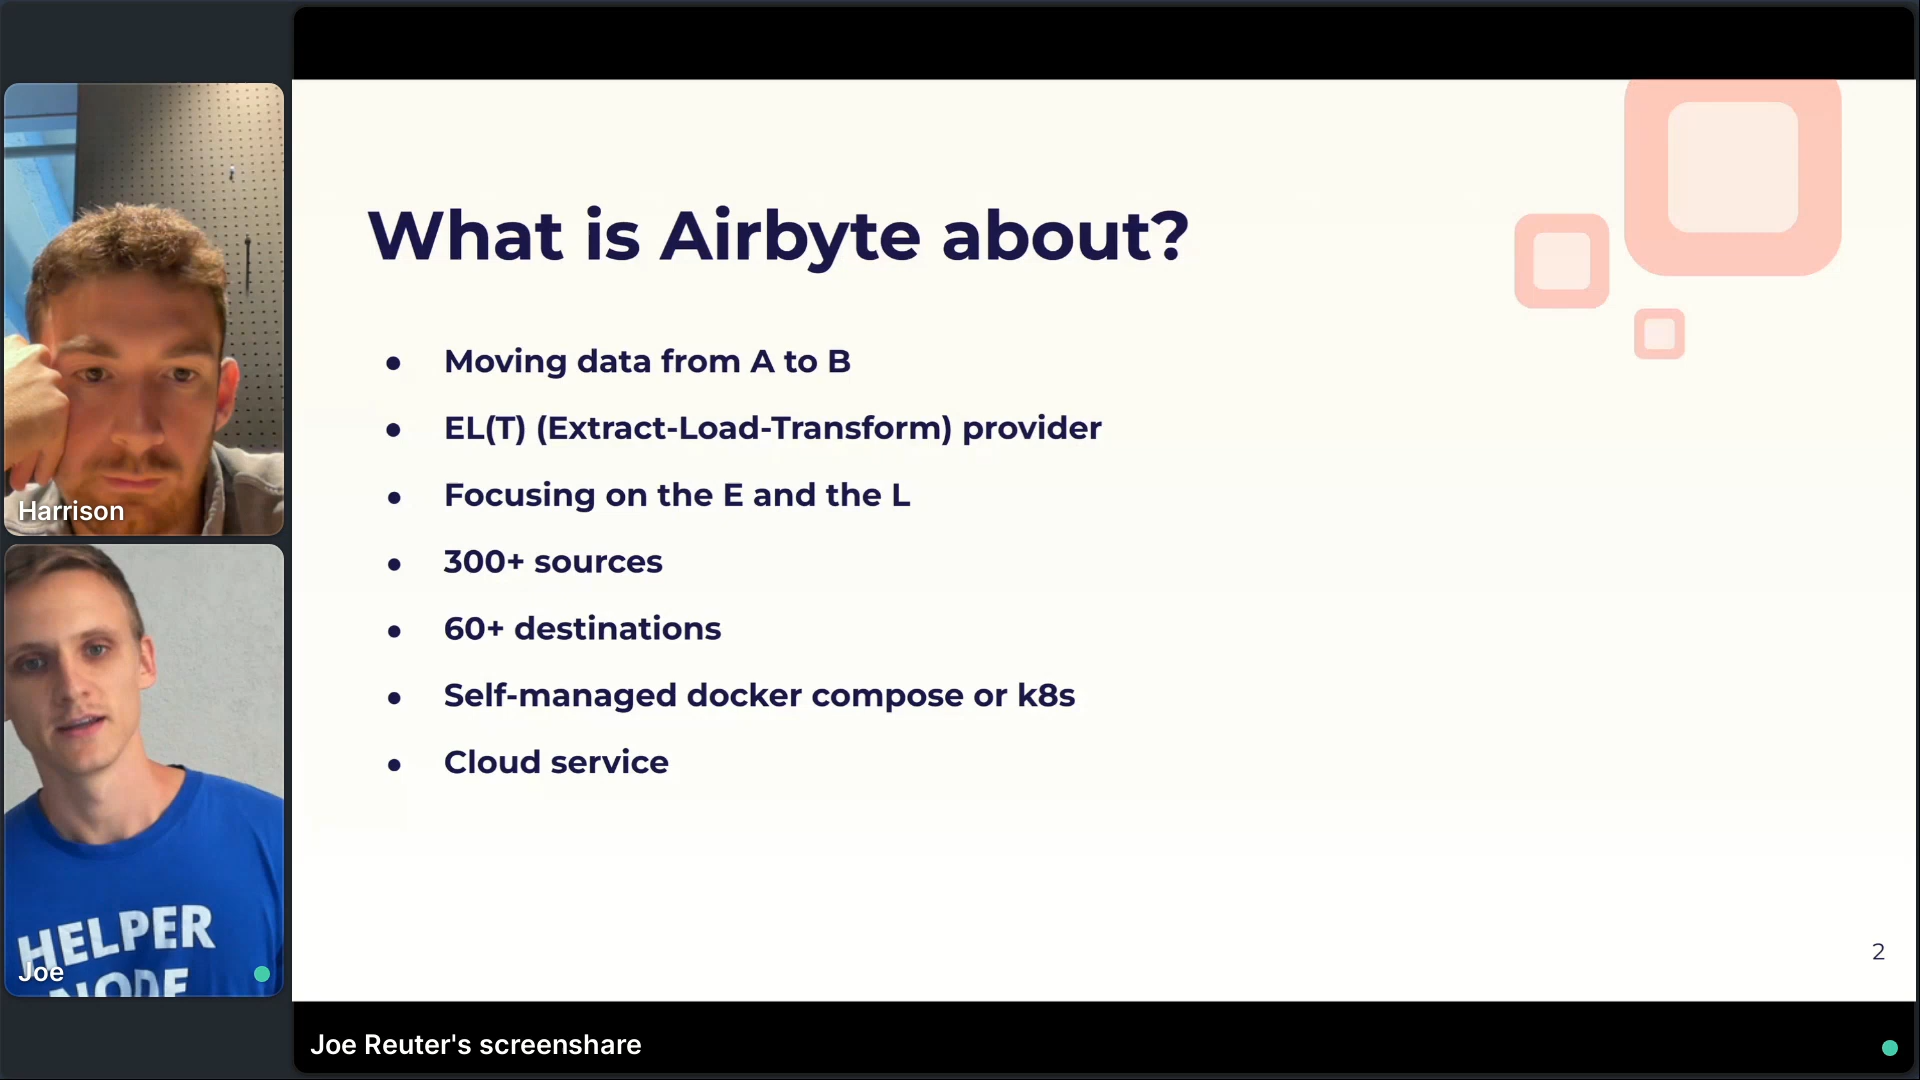 Harrison
HELPER
NODE
Joe
What is Airbyte about?
● Moving data from A to B
● EL(T) (Extract-Load-Transform) provider
● Focusing on the E and the L
● 300+ sources
● 60+ destinations
● Self-managed docker compose or k8s
● Cloud service
2
Joe Reuter's screenshare